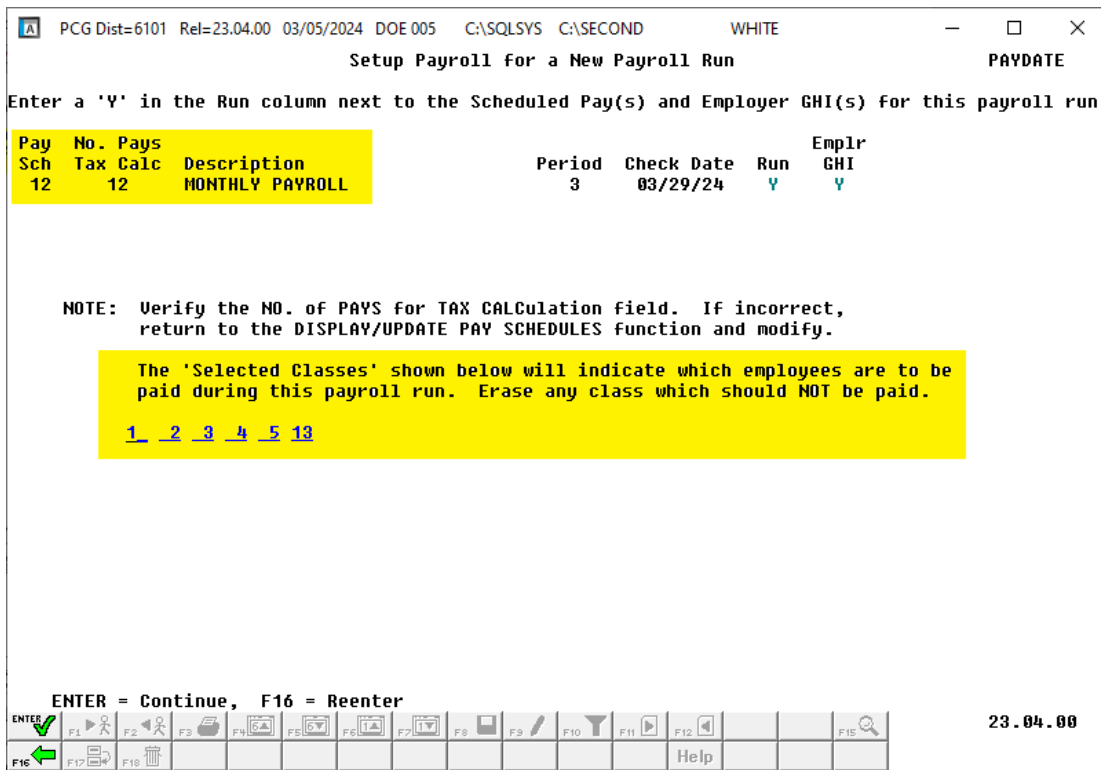 A PCG Dist=6101 Rel=23.04.00 03/05/2024 DOE 005 C:\SQLSYS C:\SECOND WHITE
Setup Payroll for a New Payroll Run PAYDATE
Enter a 'Y' in the Run column next to the Scheduled Pay(s) and Employer GHI(s) for this payroll run
Pay No. Pays Emplr
Sch Tax Calc Description Period Check Date Run GHI
12 12 MONTHLY PAYROLL 3 03/29/24 Y Y
NOTE: Verify the NO. of PAYS for TAX CALCulation field. If incorrect,
return to the DISPLAY/UPDATE PAY SCHEDULES function and modify.
The 'Selected Classes' shown below will indicate which employees are to be
paid during this payroll run. Erase any class which should NOT be paid.
1_ _2 _3 _4 _5 13
ENTER = Continue, F16 = Reenter
ENTER F1 F2 F3 F4 6 F5 6 F6 1 F7 1 F8 F9 F10 F11 F12 F15 23.04.00
F16 F17 F18 Help